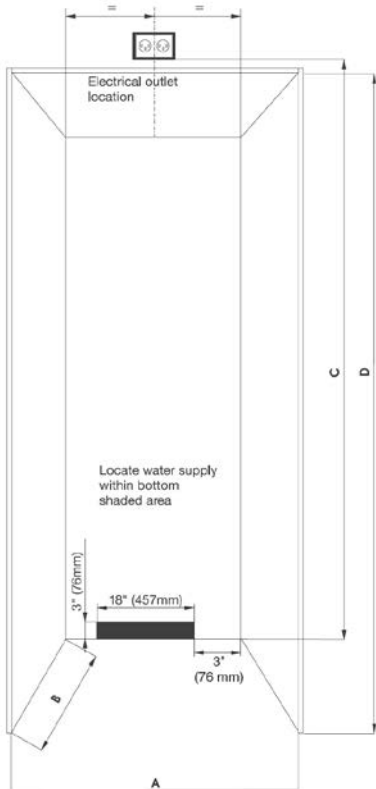 = =
Electrical outlet
location
C
D
Locate water supply
within bottom
shaded area
3" (76mm)
18" (457mm)
3"
(76 mm)
B
A